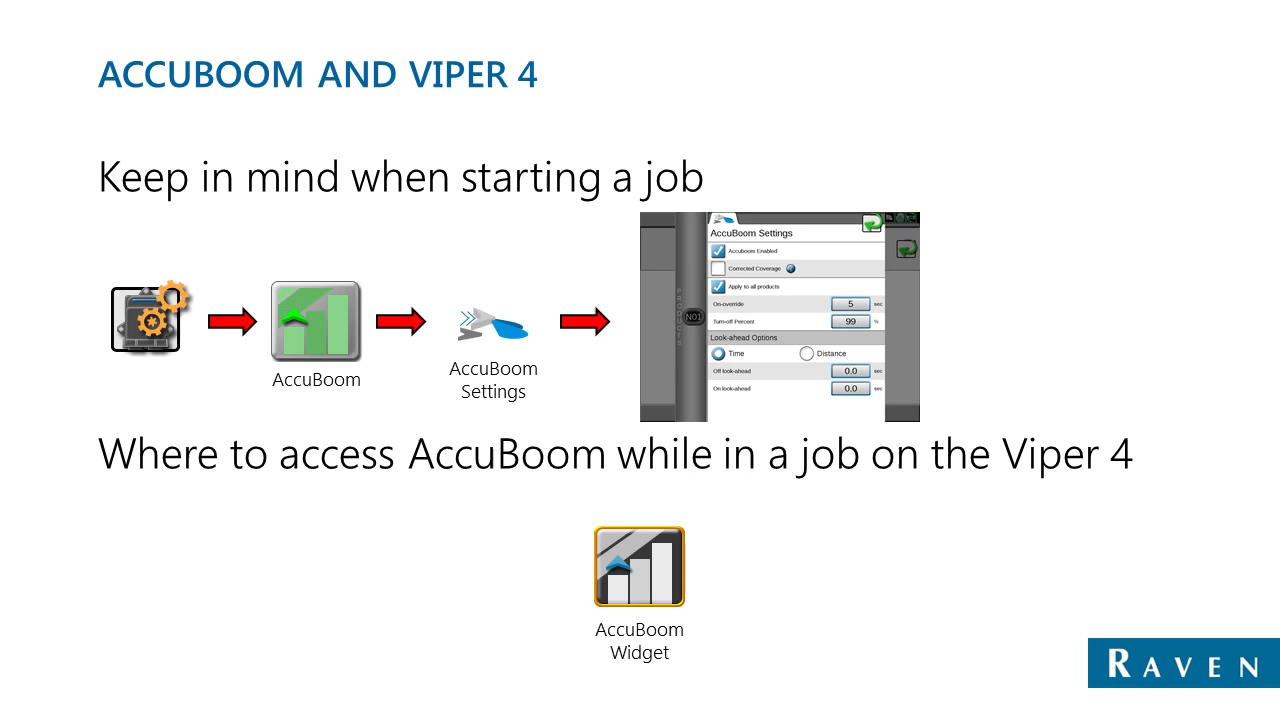 ACCUBOOM AND VIPER 4
Keep in mind when starting a job
AccuBoom
AccuBoom
Settings
AccuBoom Settings
Accuboom Enabled
Corrected Coverage
Apply to all products
On-override 5 sec
Turn-off Percent 99 %
Look-ahead Options
Time Distance
Off look-ahead 0.0 sec
On look-ahead 0.0 sec
N01
Where to access AccuBoom while in a job on the Viper 4
AccuBoom
Widget
RAVEN